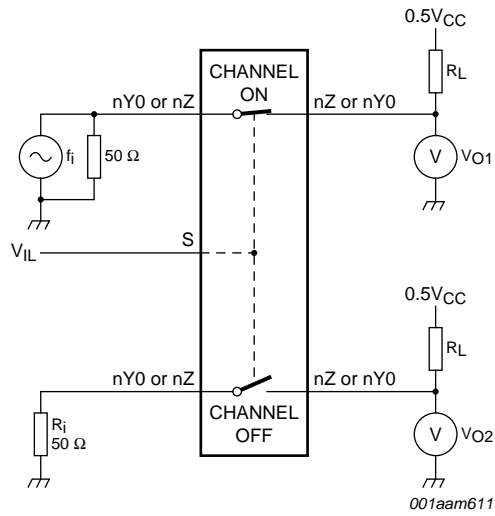 0.5VCC
RL
CHANNEL
ON
nY0 or nZ
nZ or nY0
fi
50 Ω
V
VO1
S
VIL
0.5VCC
RL
nY0 or nZ
nZ or nY0
CHANNEL
OFF
Ri
50 Ω
V
VO2
001aam611